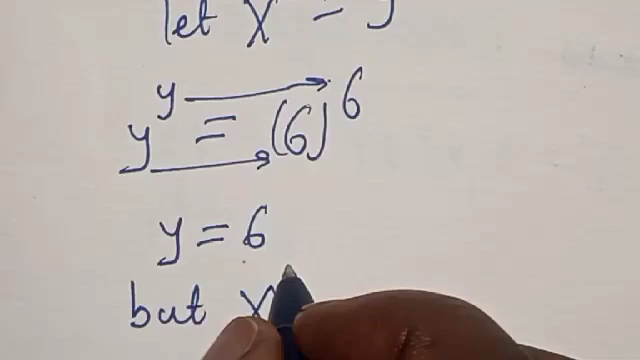 let X = y
y^y = (6)^6
y = 6
but X